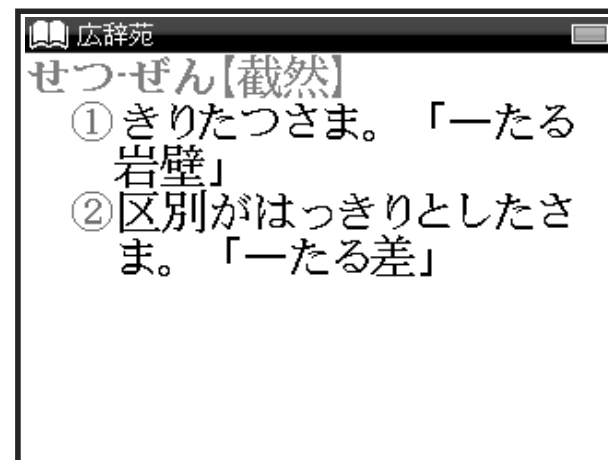 広辞苑
せつ‐ぜん【截然】
①きりたつさま。「―たる
岩壁」
②区別がはっきりとしたさ
ま。「―たる差」